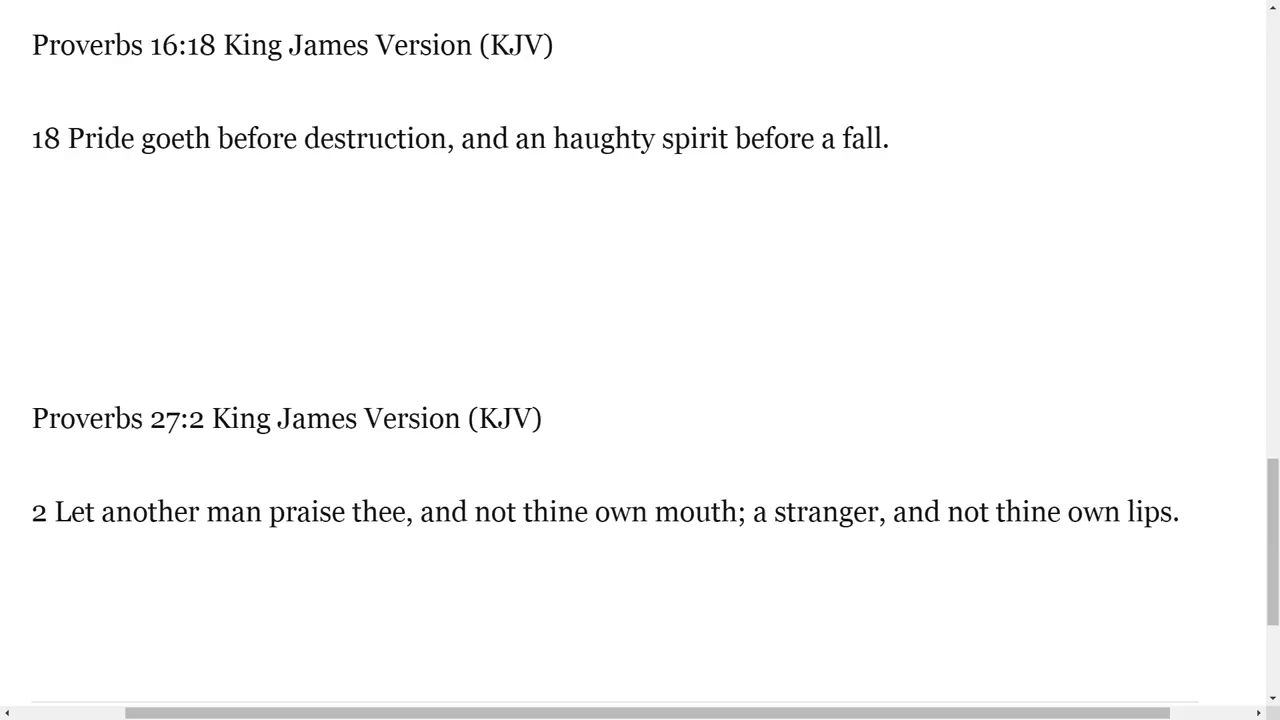 Proverbs 16:18 King James Version (KJV)
18 Pride goeth before destruction, and an haughty spirit before a fall.
Proverbs 27:2 King James Version (KJV)
2 Let another man praise thee, and not thine own mouth; a stranger, and not thine own lips.